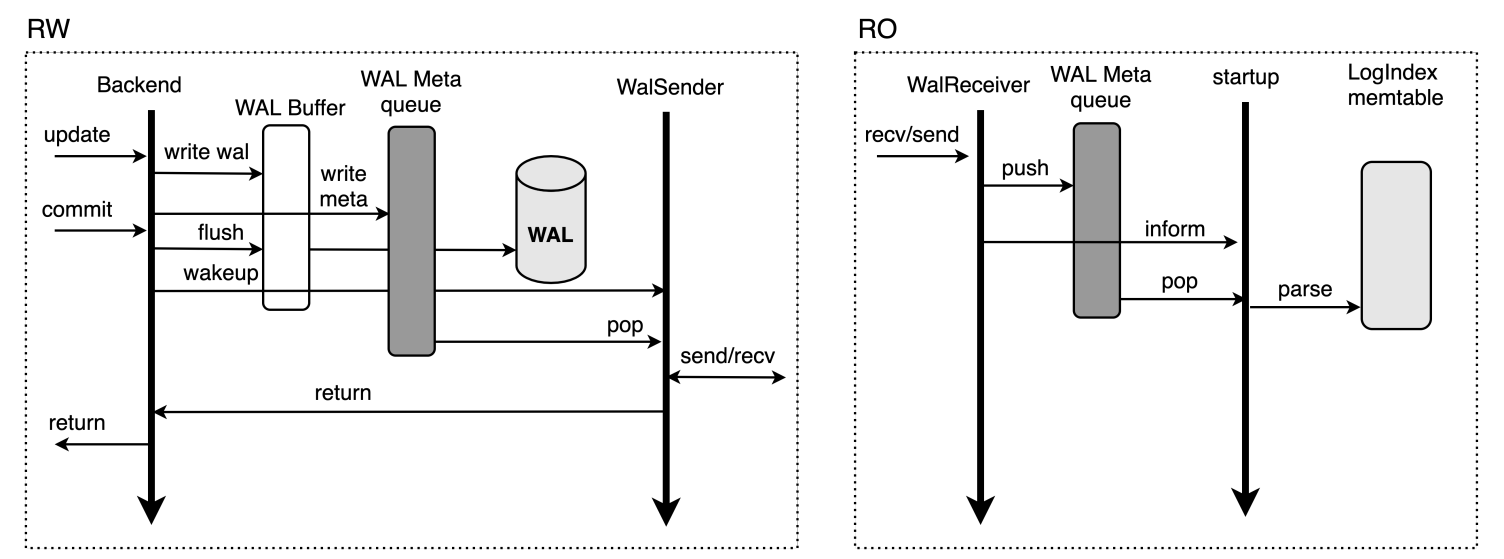 RW
Backend
WAL Buffer
WAL Meta
queue
WalSender
update
write wal
write
meta
commit
flush
WAL
wakeup
pop
send/recv
return
return
RO
WalReceiver
WAL Meta
queue
startup
LogIndex
memtable
recv/send
push
inform
pop
parse